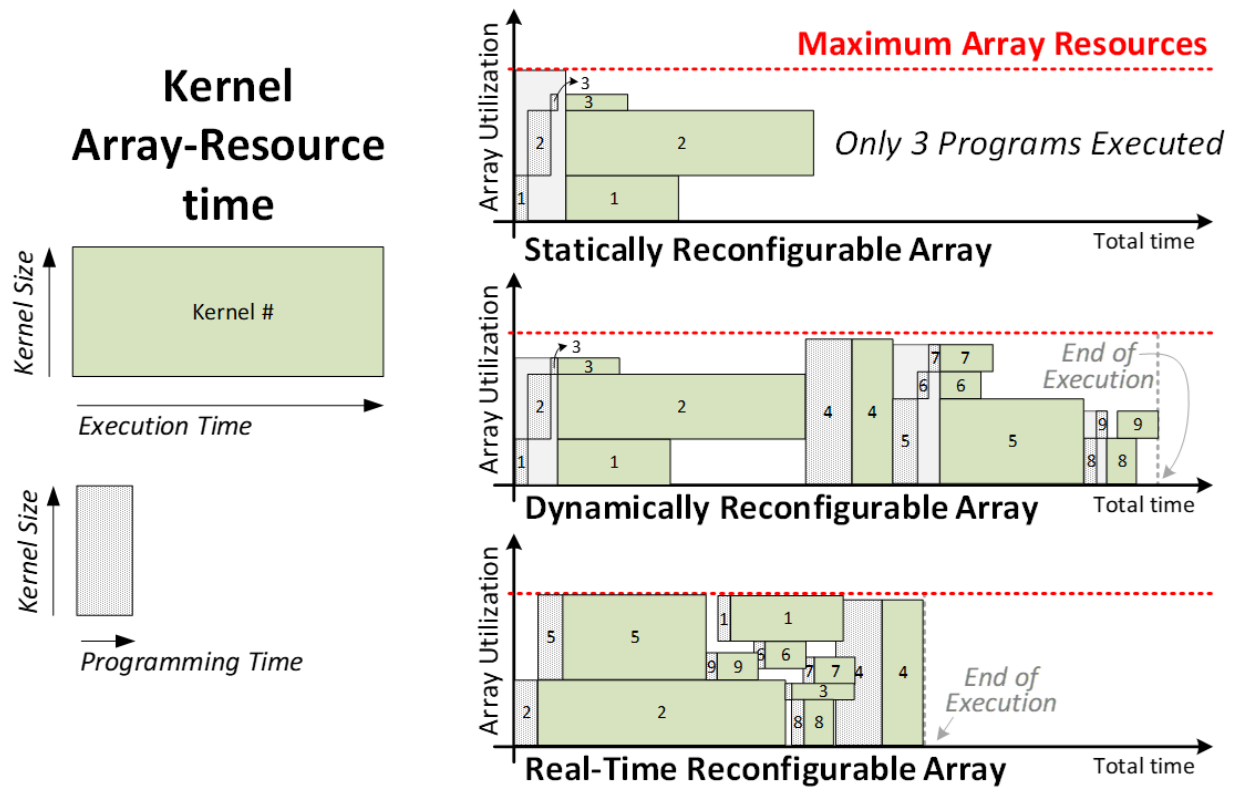 Kernel
Array-Resource
time
Kernel Size
Kernel #
Execution Time
Kernel Size
Programming Time
Maximum Array Resources
Array Utilization
3
3
2
2
1
1
Only 3 Programs Executed
Total time
Statically Reconfigurable Array
Array Utilization
3
3
2
2
1
1
4
4
7
7
6
6
5
5
9
9
8
8
End of
Execution
Total time
Dynamically Reconfigurable Array
Array Utilization
5
5
2
2
1
1
9
9
6
6
7
7
3
8
8
4
4
End of
Execution
Total time
Real-Time Reconfigurable Array